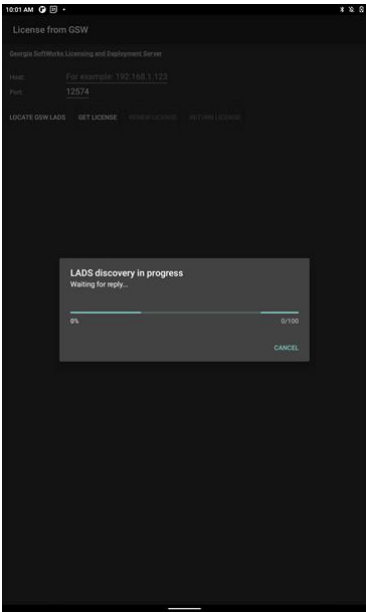 10:01 AM
License from GSW
Georgia SoftWorks Licensing and Deployment Server
Host: For example: 192.168.1.123
Port: 12574
LOCATE GSW LADS GET LICENSE RENEW LICENSE RETURN LICENSE
LADS discovery in progress
Waiting for reply...
0% 0/100
CANCEL